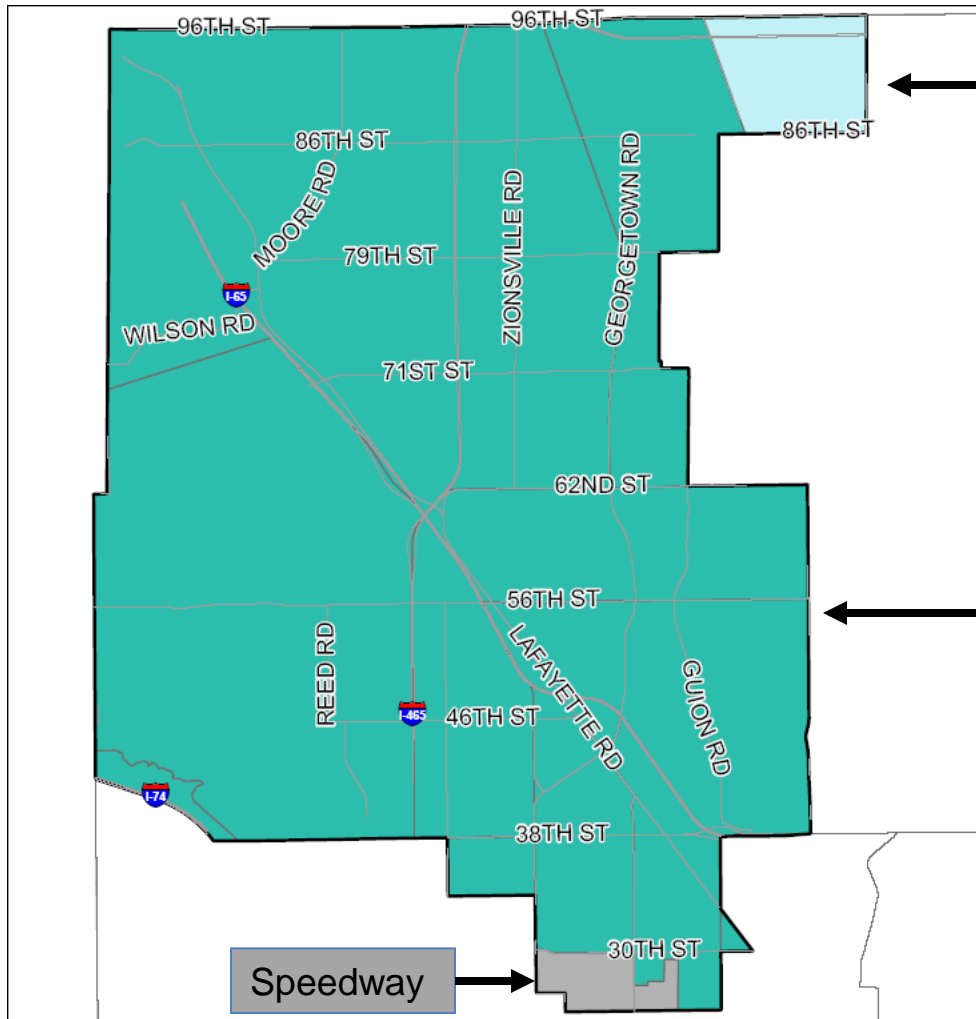 96TH ST
96TH ST
86TH ST
86TH ST
MOORE RD
ZIONSVILLE RD
GEORGETOWN RD
79TH ST
I-65
WILSON RD
71ST ST
62ND ST
56TH ST
REED RD
LAFAYETTE RD
GUION RD
I-465
46TH ST
I-74
38TH ST
30TH ST
Speedway